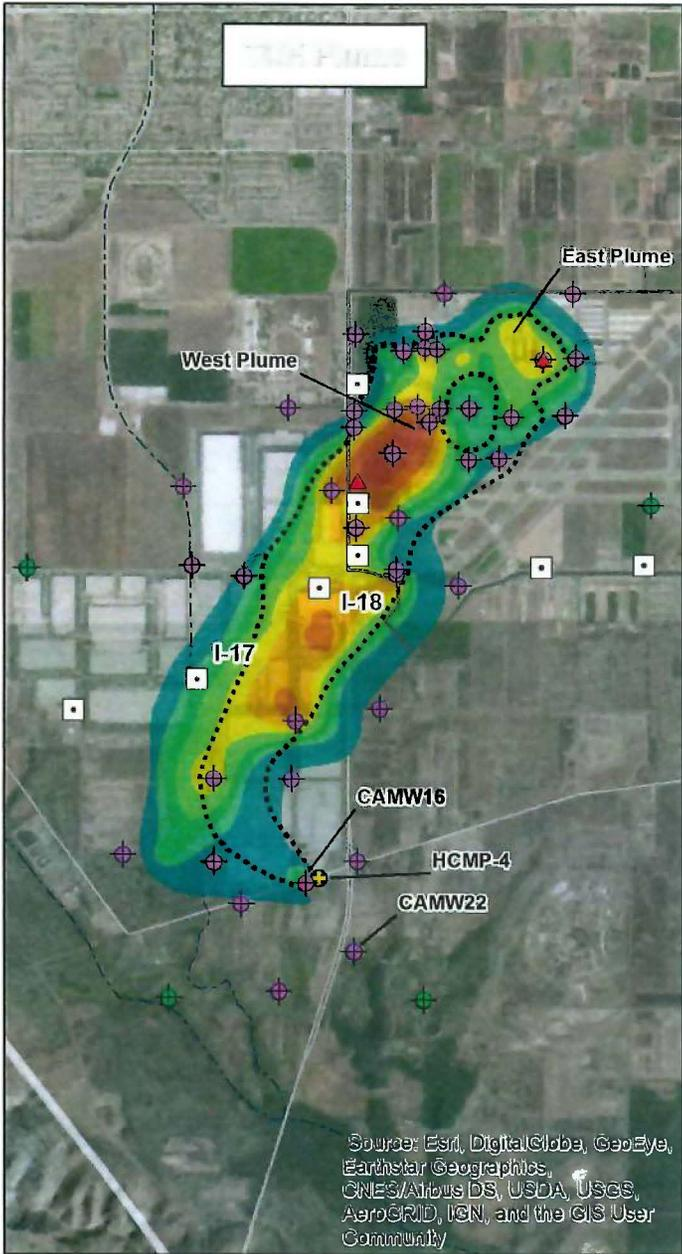 East Plume
West Plume
I-18
I-17
CAMW16
HCMP-4
CAMW22
Source: Esri, DigitalGlobe, GeoEye,
Earthstar Geographics,
CNES/Airbus DS, USDA, USGS,
AeroGRID, IGN, and the GIS User
Community